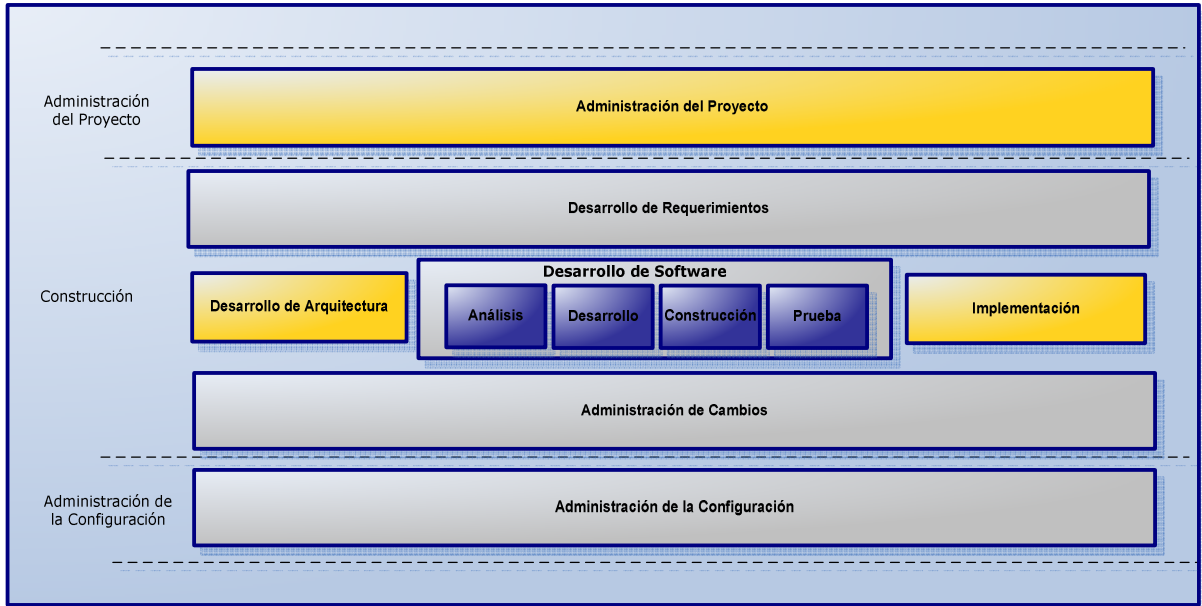 Administración
del Proyecto
Administración del Proyecto
Desarrollo de Requerimientos
Construcción
Desarrollo de Arquitectura
Desarrollo de Software
Análisis
Desarrollo
Construcción
Prueba
Implementación
Administración de Cambios
Administración de
la Configuración
Administración de la Configuración